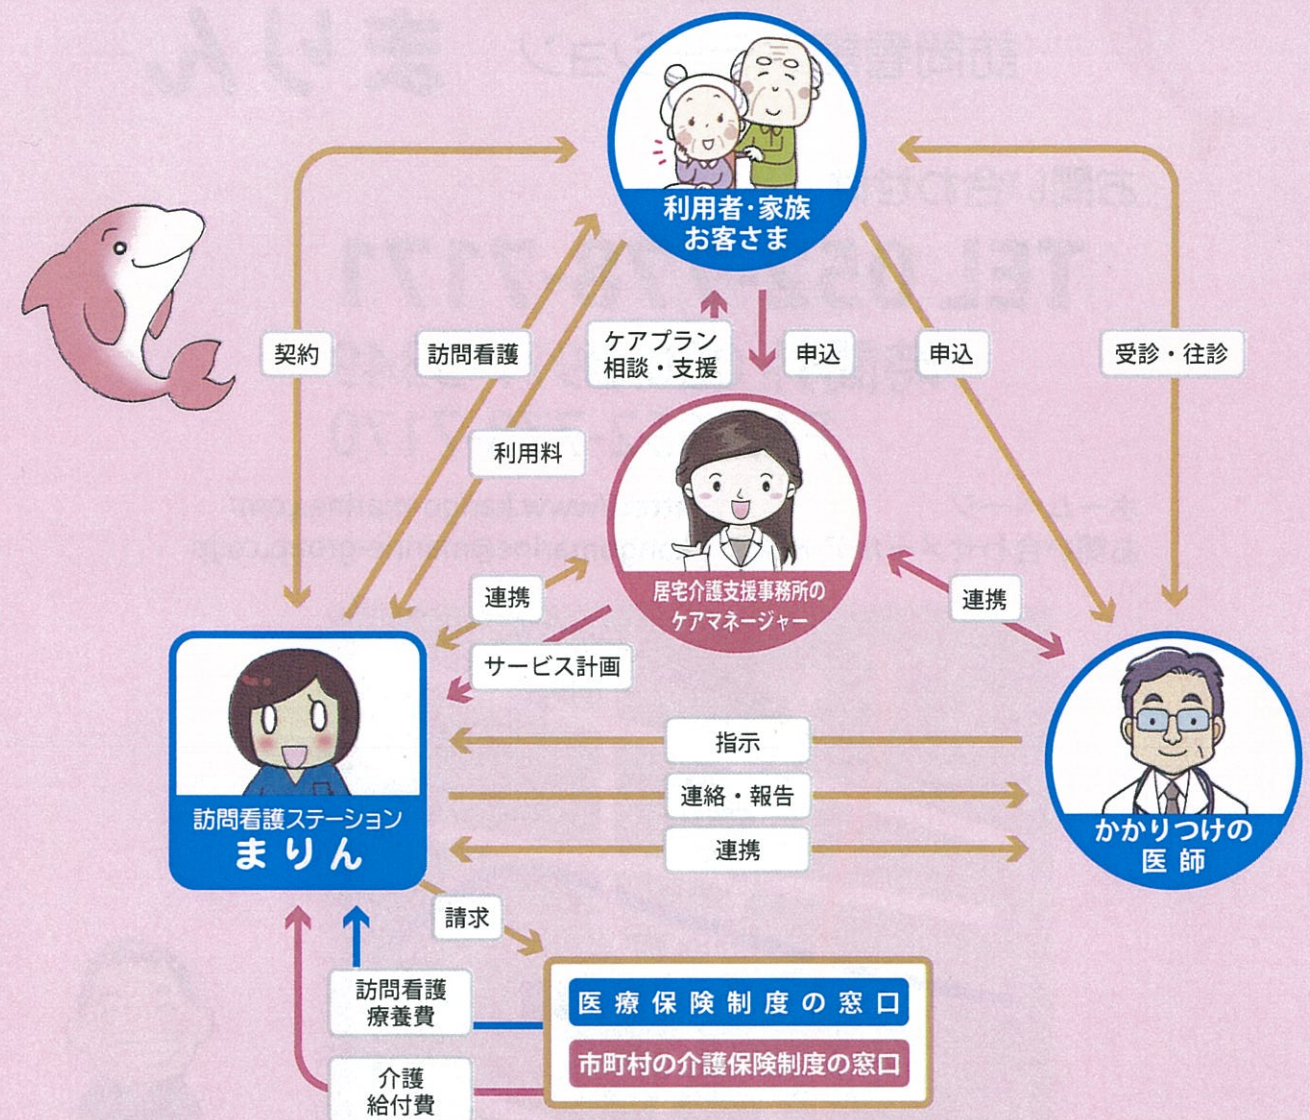 利用者・家族
お客さま
契約
訪問看護
ケアプラン
相談・支援
申込
申込
受診・往診
利用料
居宅介護支援事務所の
ケアマネージャー
連携
連携
サービス計画
指示
連絡・報告
連携
訪問看護ステーション
まりん
かかりつけの
医師
請求
訪問看護
療養費
医療保険制度の窓口
市町村の介護保険制度の窓口
介護
給付費